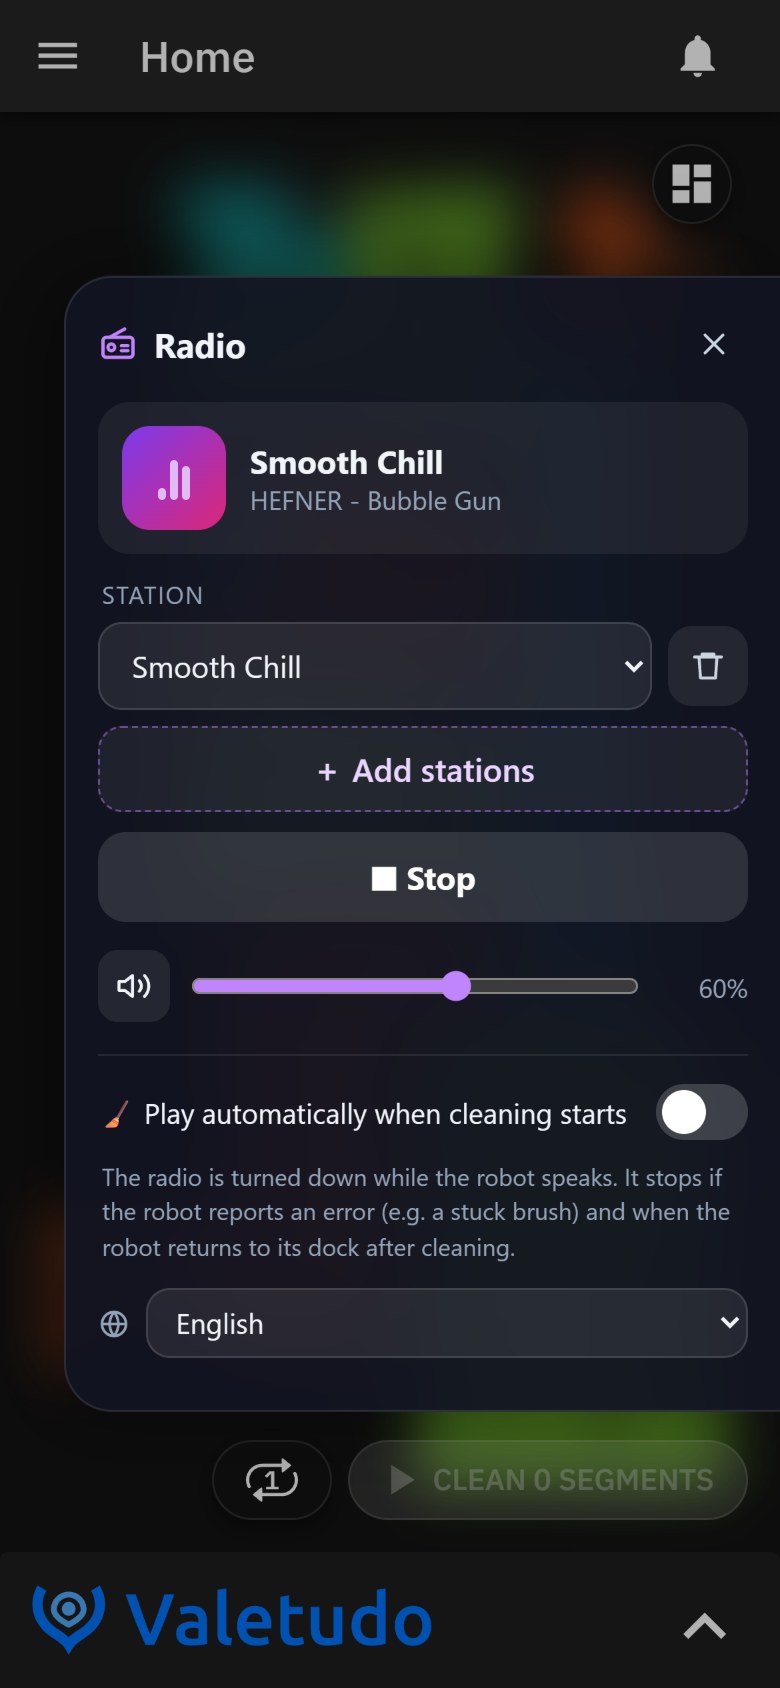 Home
Radio
Smooth Chill
HEFNER - Bubble Gun
STATION
Smooth Chill
+ Add stations
Stop
60%
Play automatically when cleaning starts
The radio is turned down while the robot speaks. It stops if
the robot reports an error (e.g. a stuck brush) and when the
robot returns to its dock after cleaning.
English
1
CLEAN 0 SEGMENTS
Valetudo